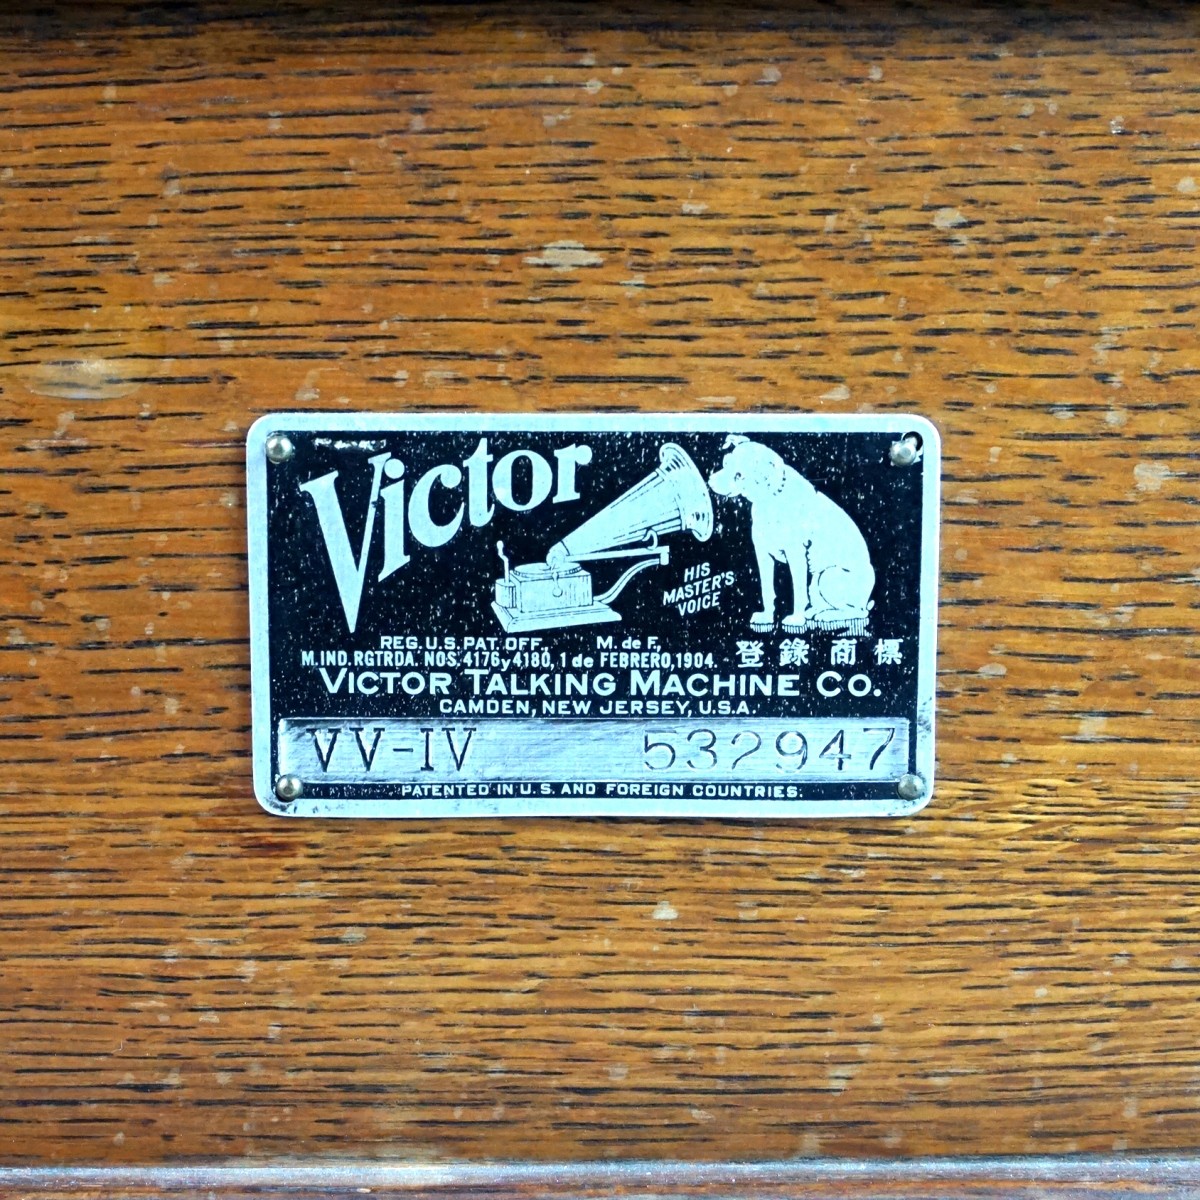 Victor
HIS
MASTER'S
VOICE
REG. U.S. PAT. OFF., M. de F.,
M. IND. RGTRDA. NOS. 4176 y 4180, 1 de FEBRERO, 1904.
登錄商標
VICTOR TALKING MACHINE CO.
CAMDEN, NEW JERSEY, U.S.A.
VV-IV 532947
PATENTED IN U.S. AND FOREIGN COUNTRIES.